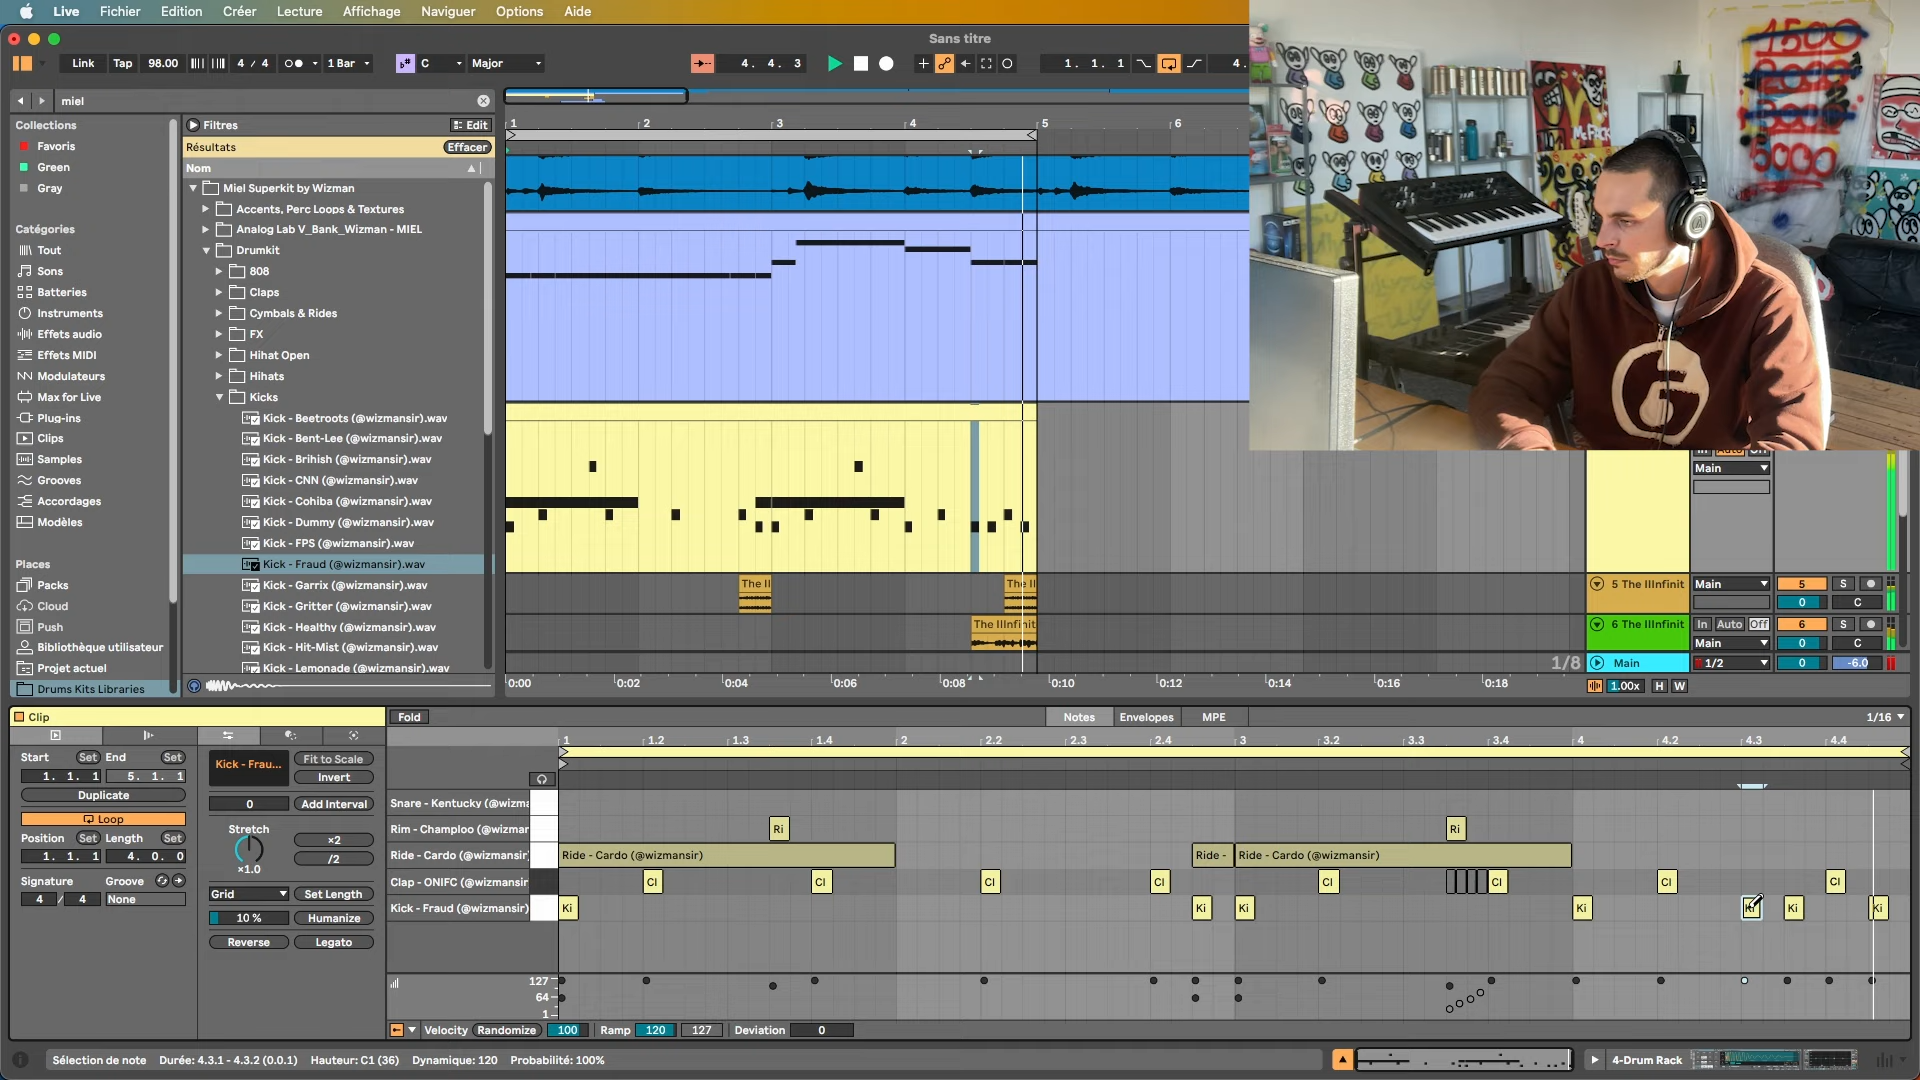 Live Fichier Edition Créer Lecture Affichage Naviguer Options Aide
Sans titre
Link Tap 98.00 4 / 4 1 Bar C Major 4. 4. 3 1. 1. 1 4.
miel
Collections
Favoris
Green
Gray
Catégories
Tout
Sons
Batteries
Instruments
Effets audio
Effets MIDI
Modulateurs
Max for Live
Plug-ins
Clips
Samples
Grooves
Accordages
Modèles
Places
Packs
Cloud
Push
Bibliothèque utilisateur
Projet actuel
Drums Kits Libraries
Filtres Edit
Résultats Effacer
Nom
Miel Superkit by Wizman
Accents, Perc Loops & Textures
Analog Lab V_Bank_Wizman - MIEL
Drumkit
808
Claps
Cymbals & Rides
FX
Hihat Open
Hihats
Kicks
Kick - Beetroots (@wizmansir).wav
Kick - Bent-Lee (@wizmansir).wav
Kick - Brihish (@wizmansir).wav
Kick - CNN (@wizmansir).wav
Kick - Cohiba (@wizmansir).wav
Kick - Dummy (@wizmansir).wav
Kick - FPS (@wizmansir).wav
Kick - Fraud (@wizmansir).wav
Kick - Garrix (@wizmansir).wav
Kick - Gritter (@wizmansir).wav
Kick - Healthy (@wizmansir).wav
Kick - Hit-Mist (@wizmansir).wav
Kick - Lemonade (@wizmansir).wav
1 2 3 4 5 6
The II The II
The IIInfinit
1/8
0:00 0:02 0:04 0:06 0:08 0:10 0:12 0:14 0:16 0:18
1500
5000
Main
5 The IIInfinit Main 5 S
0 C
6 The IIInfinit In Auto Off 6 S
Main 0 C
Main 1/2 0 -6.0
1.00x H W
Clip
Start Set End Set
1. 1. 1 5. 1. 1
Duplicate
Loop
Position Set Length Set
1. 1. 1 4. 0. 0
Signature Groove
4 / 4 None
Kick - Frau... Fit to Scale
Invert
0 Add Interval
Stretch
×2
/2
×1.0
Grid Set Length
10 % Humanize
Reverse Legato
Fold Notes Envelopes MPE 1/16
1 1.2 1.3 1.4 2 2.2 2.3 2.4 3 3.2 3.3 3.4 4 4.2 4.3 4.4
Snare - Kentucky (@wizma
Rim - Champloo (@wizmar Ri Ri
Ride - Cardo (@wizmansir) Ride - Cardo (@wizmansir) Ride - Ride - Cardo (@wizmansir)
Clap - ONIFC (@wizmansir Cl Cl Cl Cl Cl Cl Cl Cl
Kick - Fraud (@wizmansir) Ki Ki Ki Ki Ki Ki
127
64
1
Velocity Randomize 100 Ramp 120 127 Deviation 0
Sélection de note Durée: 4.3.1 - 4.3.2 (0.0.1) Hauteur: C1 (36) Dynamique: 120 Probabilité: 100% 4-Drum Rack